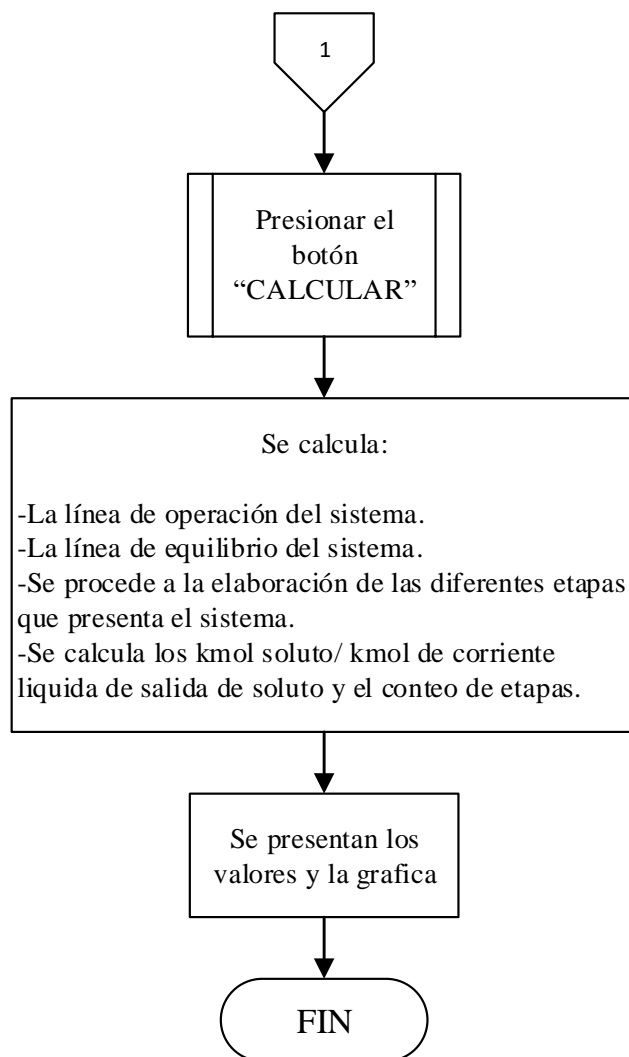 1
Presionar el
botón
“CALCULAR”
Se calcula:
-La línea de operación del sistema.
-La línea de equilibrio del sistema.
-Se procede a la elaboración de las diferentes etapas
que presenta el sistema.
-Se calcula los kmol soluto/ kmol de corriente
liquida de salida de soluto y el conteo de etapas.
Se presentan los
valores y la grafica
FIN